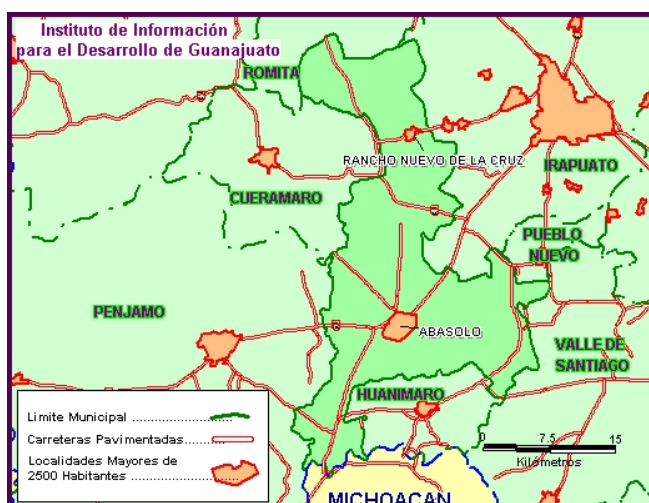 Instituto de Información
para el Desarrollo de Guanajuato
ROMITA
RANCHO NUEVO DE LA CRUZ
IRAPUATO
CUERAMARO
PUEBLO
NUEVO
PENJAMO
ABASOLO
VALLE DE
SANTIAGO
HUANIMARO
Limite Municipal
Carreteras Pavimentadas
Localidades Mayores de
2500 Habitantes
0 7.5 15
Kilómetros
MICHOACAN